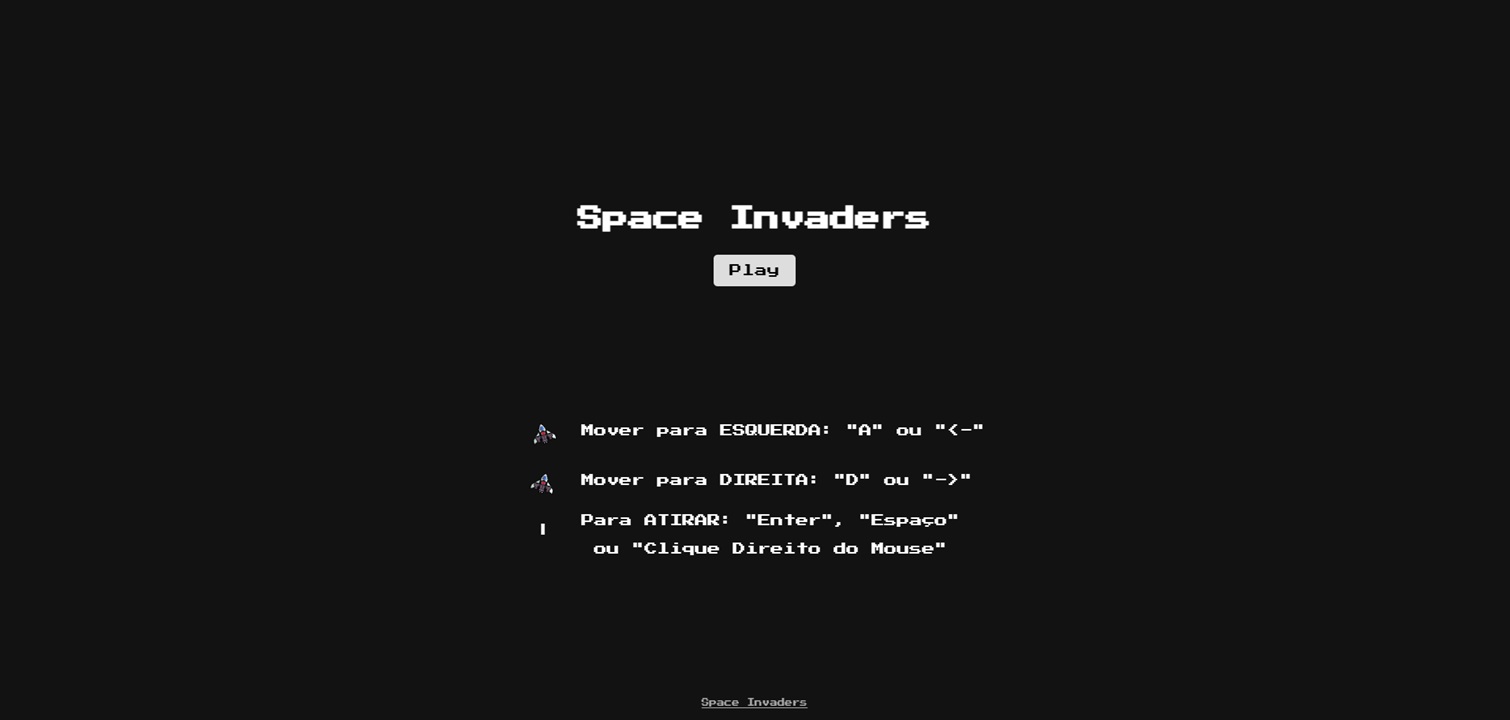 Space Invaders
Play
Mover para ESQUERDA: "A" ou "<-"
Mover para DIREITA: "D" ou "->"
Para ATIRAR: "Enter", "Espaço"
ou "Clique Direito do Mouse"
Space Invaders